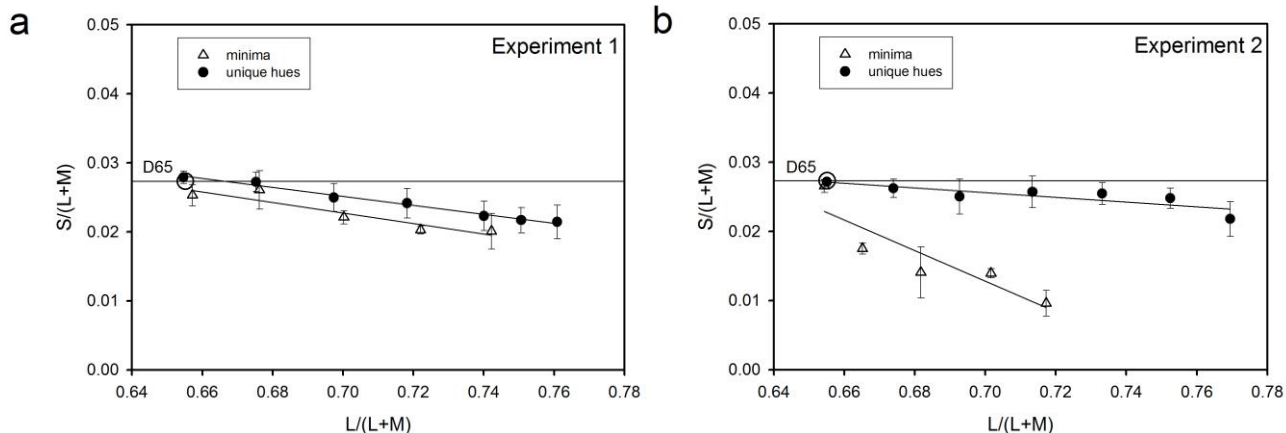 a
Experiment 1
minima
unique hues
D65
S/(L+M)
0.05
0.04
0.03
0.02
0.01
0.00
0.64 0.66 0.68 0.70 0.72 0.74 0.76 0.78
L/(L+M)
b
Experiment 2
minima
unique hues
D65
S/(L+M)
0.05
0.04
0.03
0.02
0.01
0.00
0.64 0.66 0.68 0.70 0.72 0.74 0.76 0.78
L/(L+M)